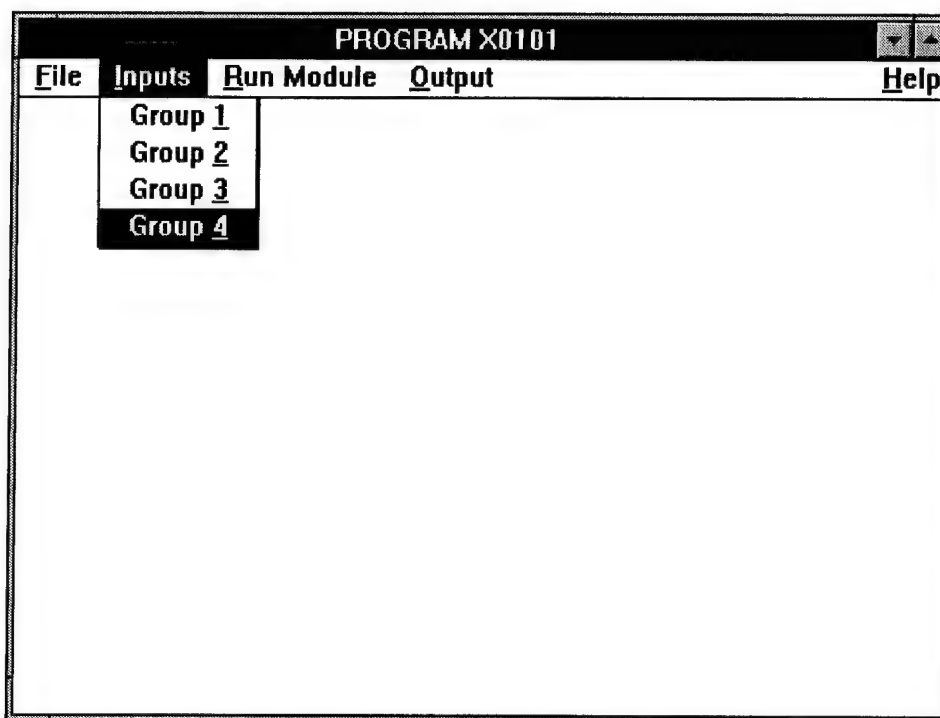 PROGRAM X0101
File Inputs Run Module Output Help
Group 1
Group 2
Group 3
Group 4